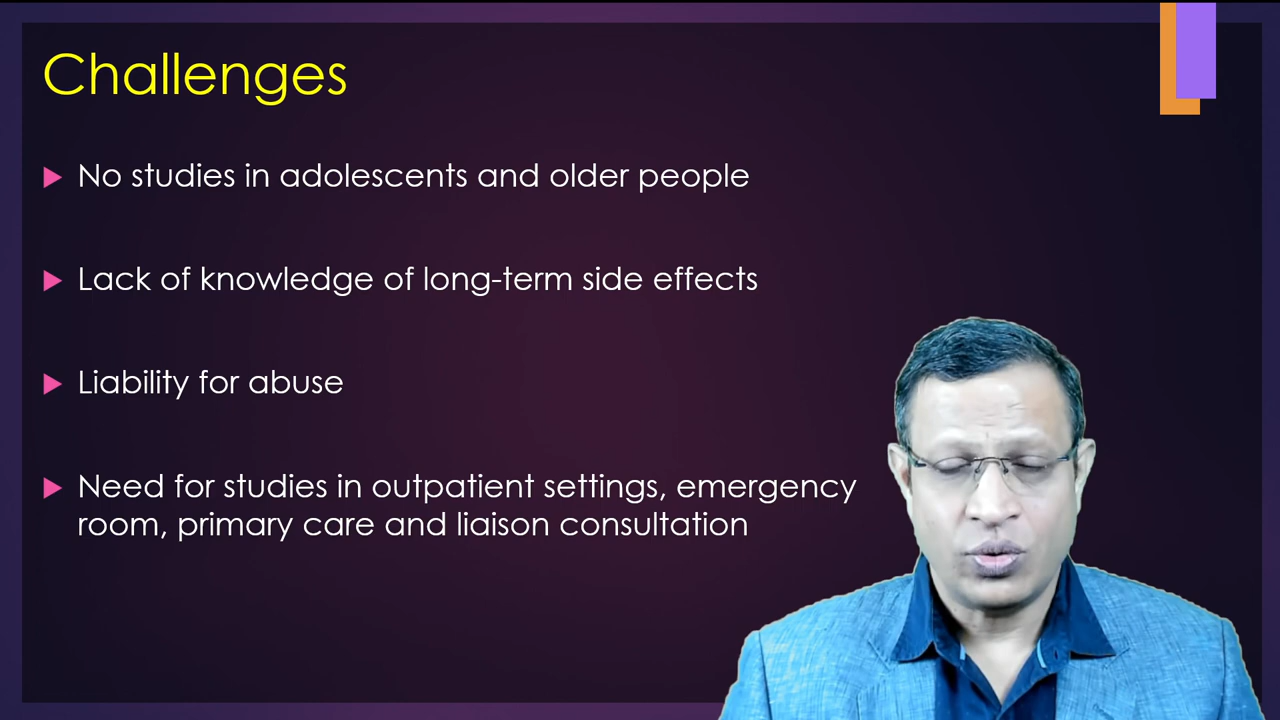 Challenges
No studies in adolescents and older people
Lack of knowledge of long-term side effects
Liability for abuse
Need for studies in outpatient settings, emergency
room, primary care and liaison consultation